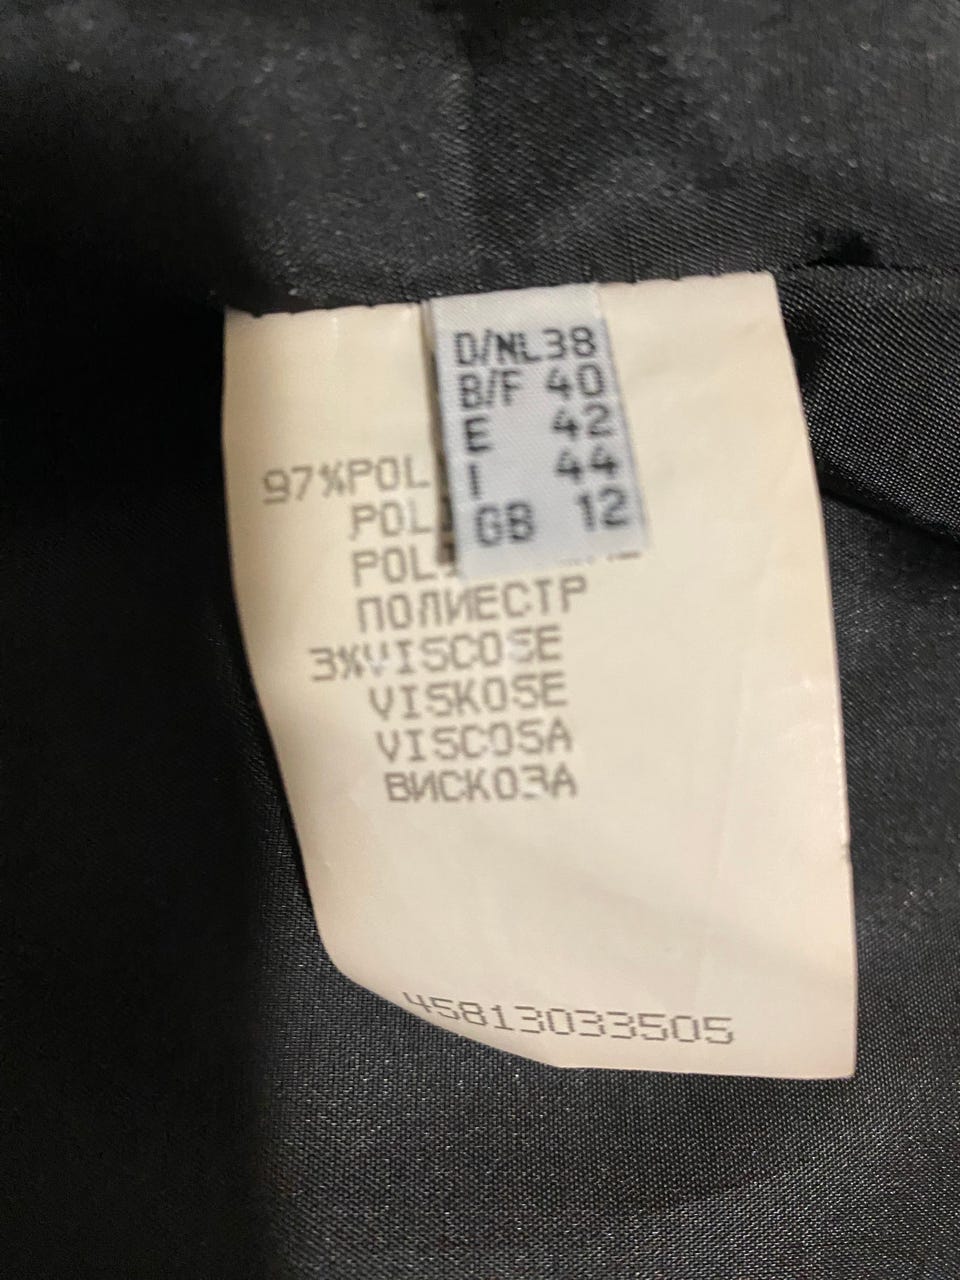 D/NL38
B/F 40
E 42
I 44
GB 12
97%POL
POL
POL
ПОЛИЕСТР
3%VISCOSE
VISKOSE
VISCOSA
ВИСКОЗА
45813033505